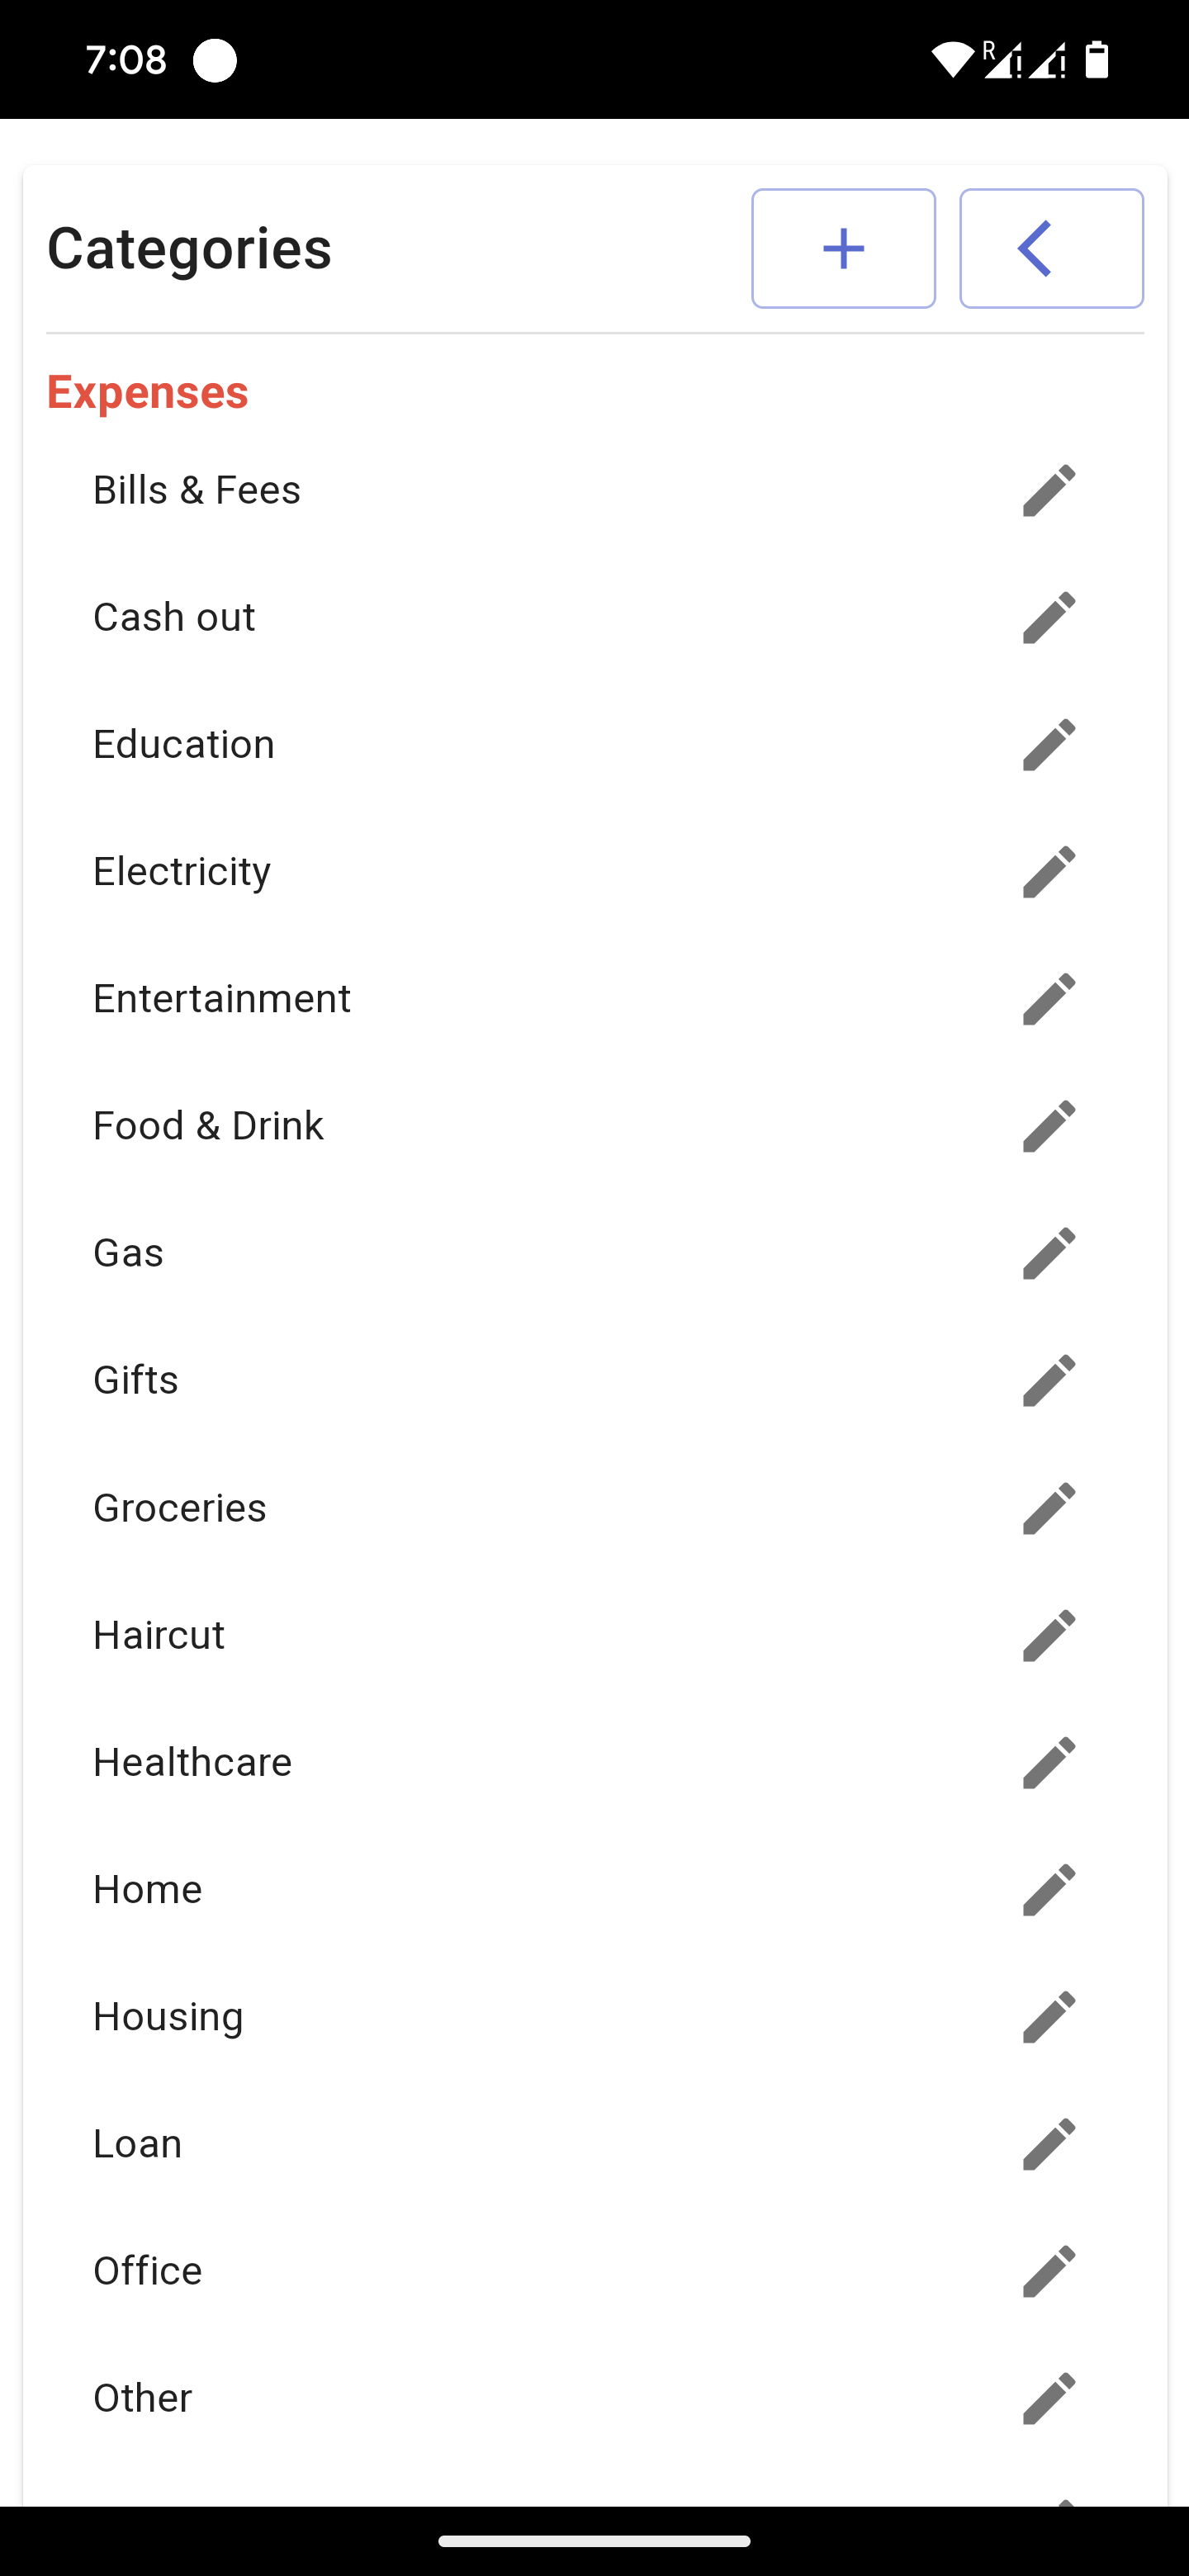 7:08
R
Categories
Expenses
Bills & Fees
Cash out
Education
Electricity
Entertainment
Food & Drink
Gas
Gifts
Groceries
Haircut
Healthcare
Home
Housing
Loan
Office
Other